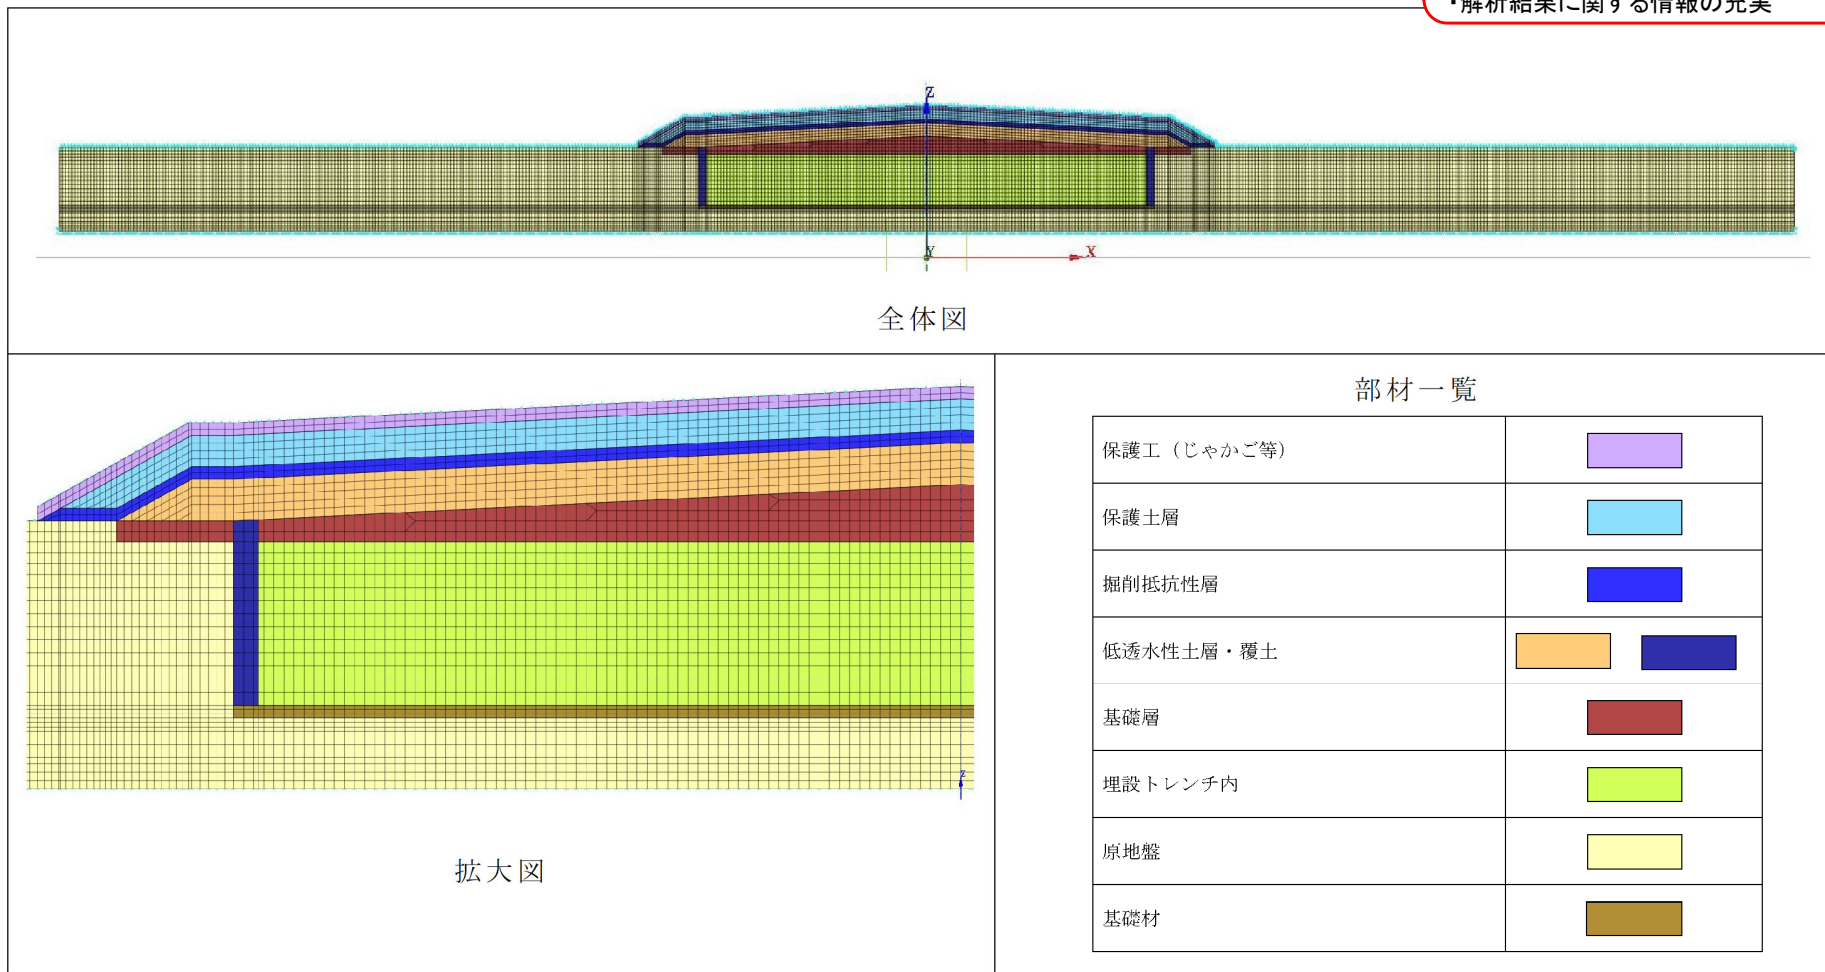 ・解析結果に関する情報の充実
Z
Y
X
全体図
z
拡大図
部材一覧
保護工（じゃかご等）
保護土層
掘削抵抗性層
低透水性土層・覆土
基礎層
埋設トレンチ内
原地盤
基礎材